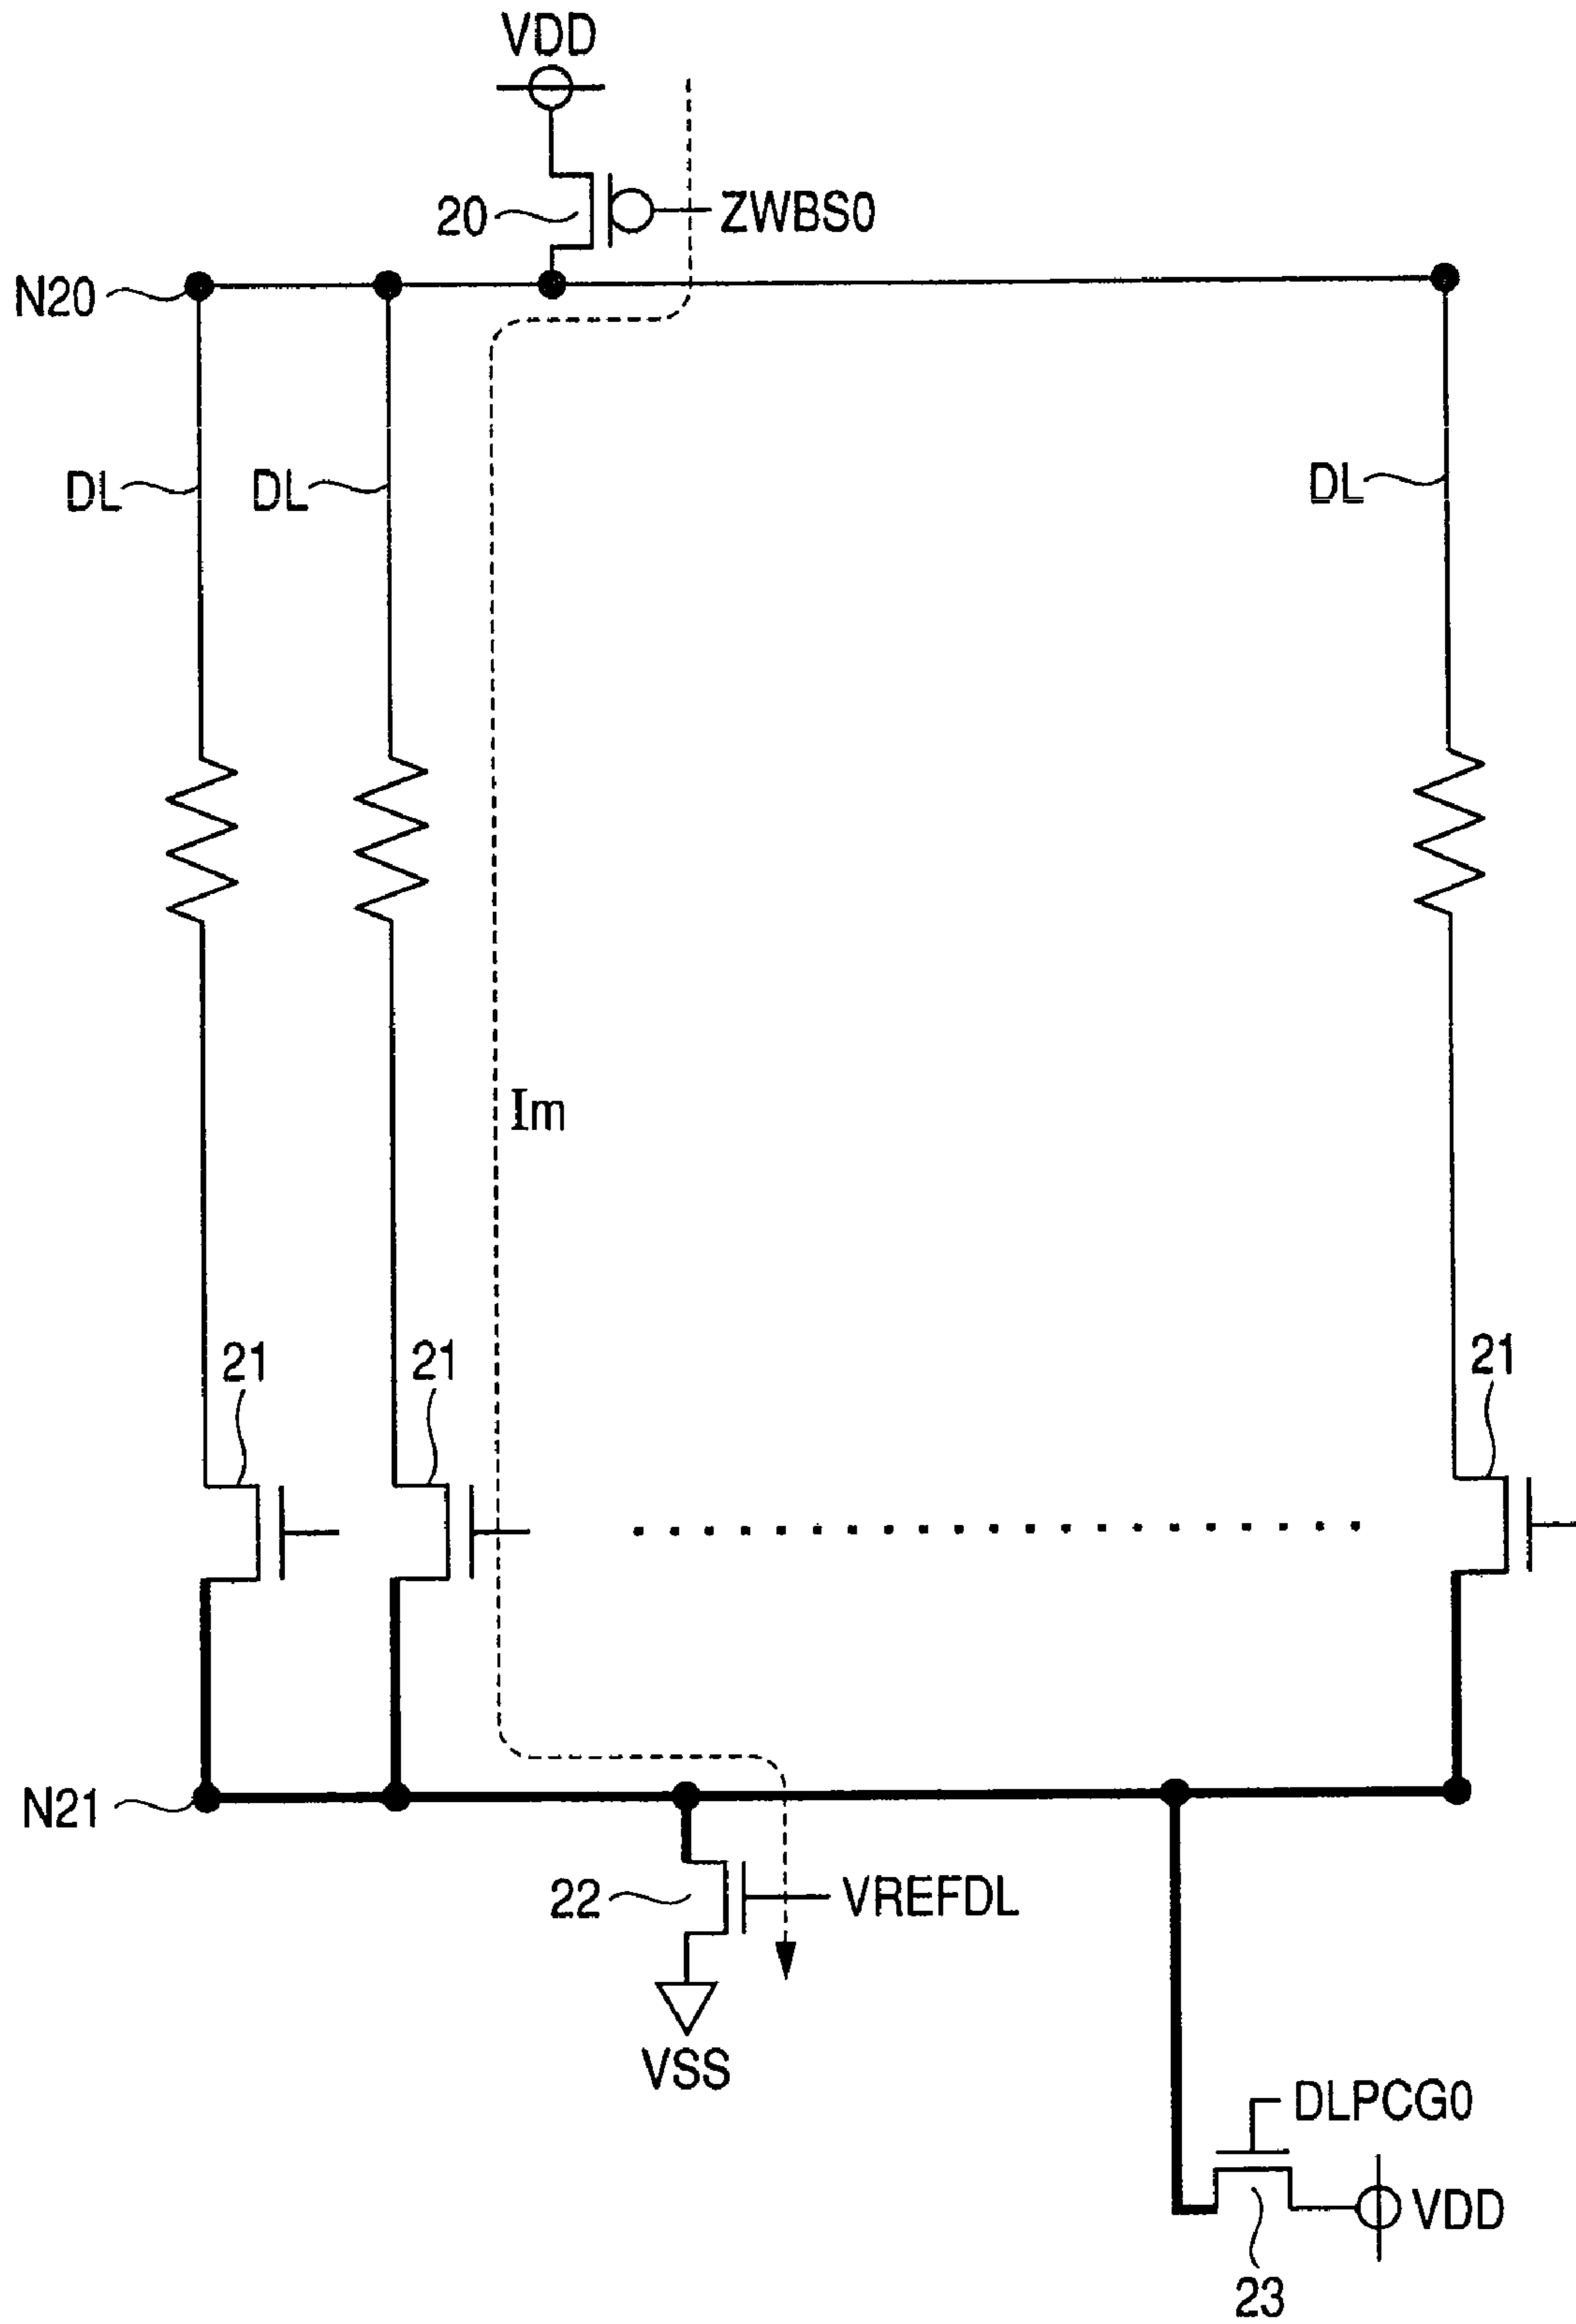 VDD
20
ZWBS0
N20
DL
DL
DL
Im
21
21
21
N21
22
VREFDL
VSS
DLPCG0
VDD
23